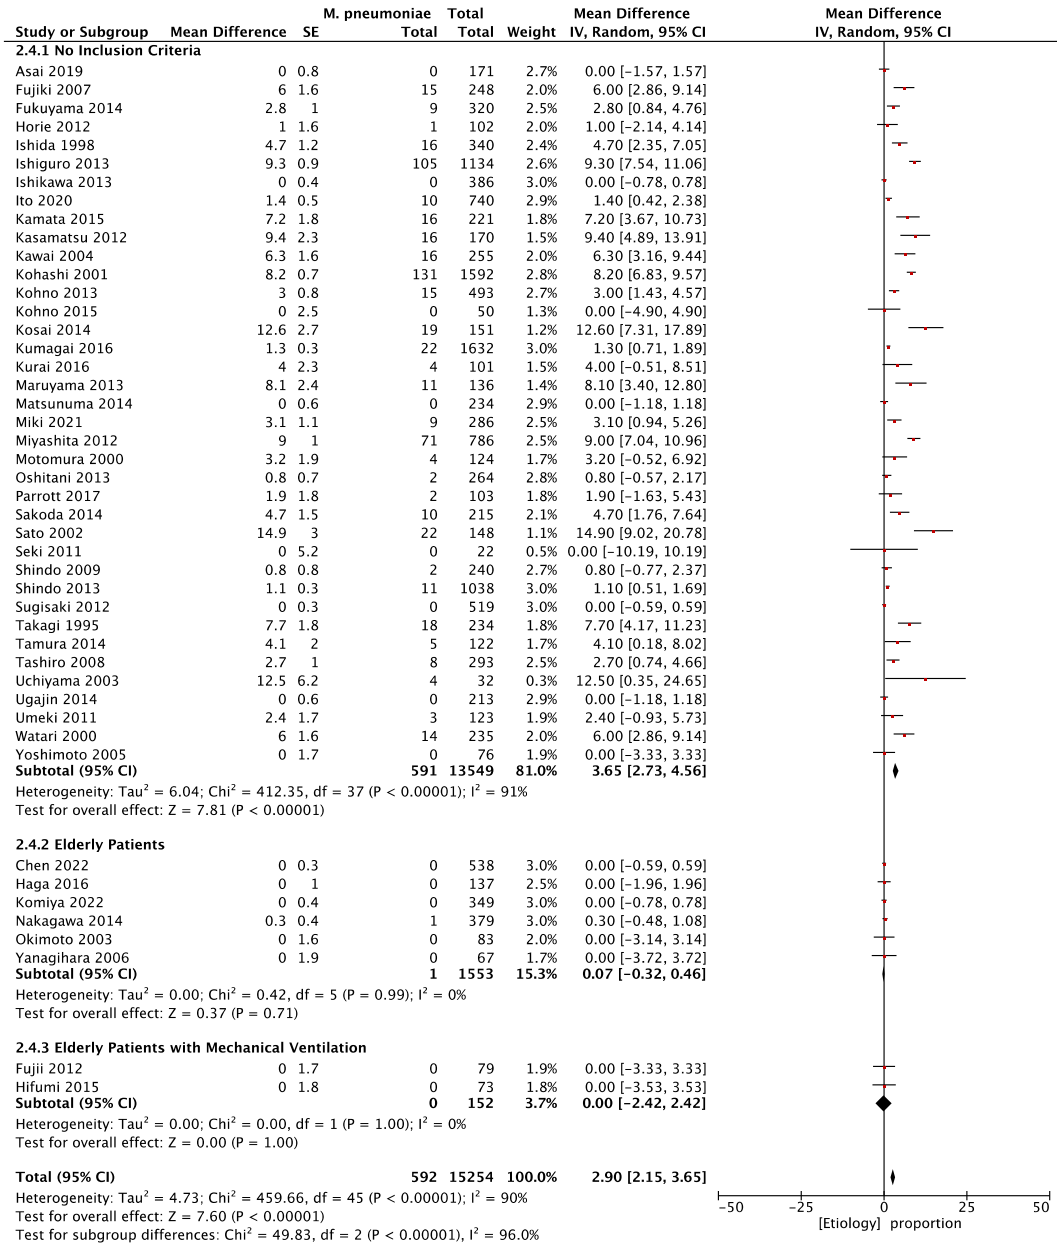 M. pneumoniae Total Mean Difference Mean Difference
Study or Subgroup Mean Difference SE Total Total Weight IV, Random, 95% CI IV, Random, 95% CI
2.4.1 No Inclusion Criteria
Asai 2019 0 0.8 0 171 2.7% 0.00 [−1.57, 1.57]
Fujiki 2007 6 1.6 15 248 2.0% 6.00 [2.86, 9.14]
Fukuyama 2014 2.8 1 9 320 2.5% 2.80 [0.84, 4.76]
Horie 2012 1 1.6 1 102 2.0% 1.00 [−2.14, 4.14]
Ishida 1998 4.7 1.2 16 340 2.4% 4.70 [2.35, 7.05]
Ishiguro 2013 9.3 0.9 105 1134 2.6% 9.30 [7.54, 11.06]
Ishikawa 2013 0 0.4 0 386 3.0% 0.00 [−0.78, 0.78]
Ito 2020 1.4 0.5 10 740 2.9% 1.40 [0.42, 2.38]
Kamata 2015 7.2 1.8 16 221 1.8% 7.20 [3.67, 10.73]
Kasamatsu 2012 9.4 2.3 16 170 1.5% 9.40 [4.89, 13.91]
Kawai 2004 6.3 1.6 16 255 2.0% 6.30 [3.16, 9.44]
Kohashi 2001 8.2 0.7 131 1592 2.8% 8.20 [6.83, 9.57]
Kohno 2013 3 0.8 15 493 2.7% 3.00 [1.43, 4.57]
Kohno 2015 0 2.5 0 50 1.3% 0.00 [−4.90, 4.90]
Kosai 2014 12.6 2.7 19 151 1.2% 12.60 [7.31, 17.89]
Kumagai 2016 1.3 0.3 22 1632 3.0% 1.30 [0.71, 1.89]
Kurai 2016 4 2.3 4 101 1.5% 4.00 [−0.51, 8.51]
Maruyama 2013 8.1 2.4 11 136 1.4% 8.10 [3.40, 12.80]
Matsunuma 2014 0 0.6 0 234 2.9% 0.00 [−1.18, 1.18]
Miki 2021 3.1 1.1 9 286 2.5% 3.10 [0.94, 5.26]
Miyashita 2012 9 1 71 786 2.5% 9.00 [7.04, 10.96]
Motomura 2000 3.2 1.9 4 124 1.7% 3.20 [−0.52, 6.92]
Oshitani 2013 0.8 0.7 2 264 2.8% 0.80 [−0.57, 2.17]
Parrott 2017 1.9 1.8 2 103 1.8% 1.90 [−1.63, 5.43]
Sakoda 2014 4.7 1.5 10 215 2.1% 4.70 [1.76, 7.64]
Sato 2002 14.9 3 22 148 1.1% 14.90 [9.02, 20.78]
Seki 2011 0 5.2 0 22 0.5% 0.00 [−10.19, 10.19]
Shindo 2009 0.8 0.8 2 240 2.7% 0.80 [−0.77, 2.37]
Shindo 2013 1.1 0.3 11 1038 3.0% 1.10 [0.51, 1.69]
Sugisaki 2012 0 0.3 0 519 3.0% 0.00 [−0.59, 0.59]
Takagi 1995 7.7 1.8 18 234 1.8% 7.70 [4.17, 11.23]
Tamura 2014 4.1 2 5 122 1.7% 4.10 [0.18, 8.02]
Tashiro 2008 2.7 1 8 293 2.5% 2.70 [0.74, 4.66]
Uchiyama 2003 12.5 6.2 4 32 0.3% 12.50 [0.35, 24.65]
Ugajin 2014 0 0.6 0 213 2.9% 0.00 [−1.18, 1.18]
Umeki 2011 2.4 1.7 3 123 1.9% 2.40 [−0.93, 5.73]
Watari 2000 6 1.6 14 235 2.0% 6.00 [2.86, 9.14]
Yoshimoto 2005 0 1.7 0 76 1.9% 0.00 [−3.33, 3.33]
Subtotal (95% CI) 591 13549 81.0% 3.65 [2.73, 4.56]
Heterogeneity: Tau² = 6.04; Chi² = 412.35, df = 37 (P < 0.00001); I² = 91%
Test for overall effect: Z = 7.81 (P < 0.00001)
2.4.2 Elderly Patients
Chen 2022 0 0.3 0 538 3.0% 0.00 [−0.59, 0.59]
Haga 2016 0 1 0 137 2.5% 0.00 [−1.96, 1.96]
Komiya 2022 0 0.4 0 349 3.0% 0.00 [−0.78, 0.78]
Nakagawa 2014 0.3 0.4 1 379 3.0% 0.30 [−0.48, 1.08]
Okimoto 2003 0 1.6 0 83 2.0% 0.00 [−3.14, 3.14]
Yanagihara 2006 0 1.9 0 67 1.7% 0.00 [−3.72, 3.72]
Subtotal (95% CI) 1 1553 15.3% 0.07 [−0.32, 0.46]
Heterogeneity: Tau² = 0.00; Chi² = 0.42, df = 5 (P = 0.99); I² = 0%
Test for overall effect: Z = 0.37 (P = 0.71)
2.4.3 Elderly Patients with Mechanical Ventilation
Fujii 2012 0 1.7 0 79 1.9% 0.00 [−3.33, 3.33]
Hifumi 2015 0 1.8 0 73 1.8% 0.00 [−3.53, 3.53]
Subtotal (95% CI) 0 152 3.7% 0.00 [−2.42, 2.42]
Heterogeneity: Tau² = 0.00; Chi² = 0.00, df = 1 (P = 1.00); I² = 0%
Test for overall effect: Z = 0.00 (P = 1.00)
Total (95% CI) 592 15254 100.0% 2.90 [2.15, 3.65]
Heterogeneity: Tau² = 4.73; Chi² = 459.66, df = 45 (P < 0.00001); I² = 90%
Test for overall effect: Z = 7.60 (P < 0.00001)
Test for subgroup differences: Chi² = 49.83, df = 2 (P < 0.00001), I² = 96.0%
−50 −25 0 25 50
[Etiology] proportion